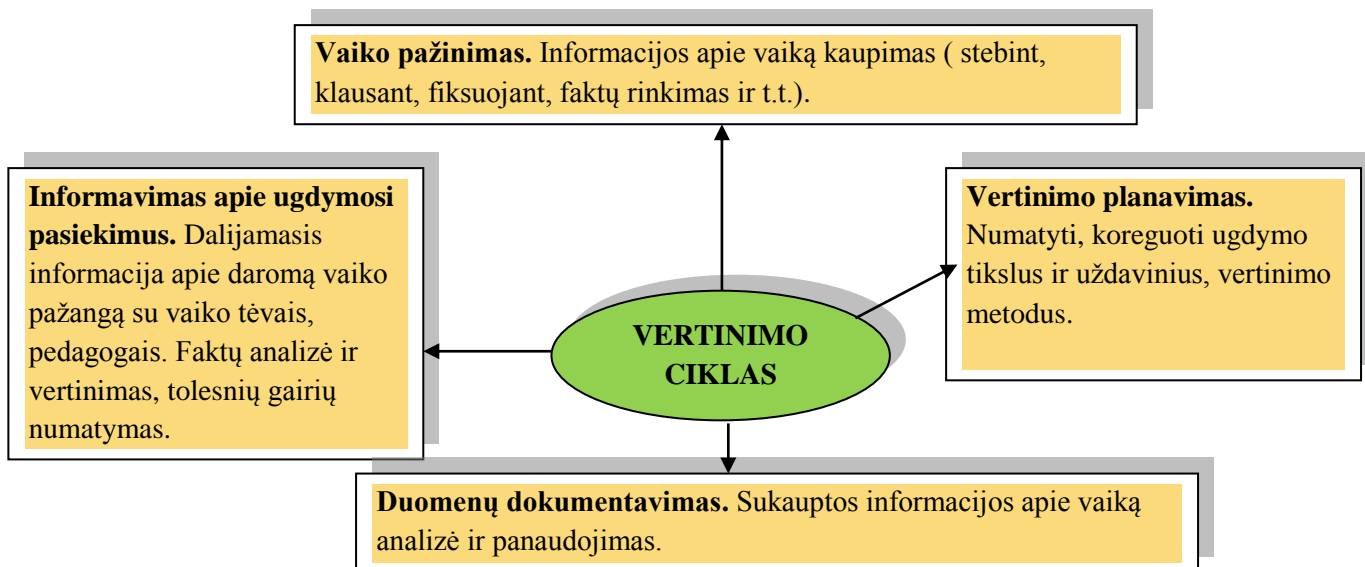 Vaiko pažinimas. Informacijos apie vaiką kaupimas ( stebint,
klausant, fiksuojant, faktų rinkimas ir t.t.).
Informavimas apie ugdymosi
pasiekimus. Dalijamasis
informacija apie daromą vaiko
pažangą su vaiko tėvais,
pedagogais. Faktų analizė ir
vertinimas, tolesnių gairių
numatymas.
Vertinimo planavimas.
Numatyti, koreguoti ugdymo
tikslus ir uždavinius, vertinimo
metodus.
VERTINIMO
CIKLAS
Duomenų dokumentavimas. Sukauptos informacijos apie vaiką
analizė ir panaudojimas.